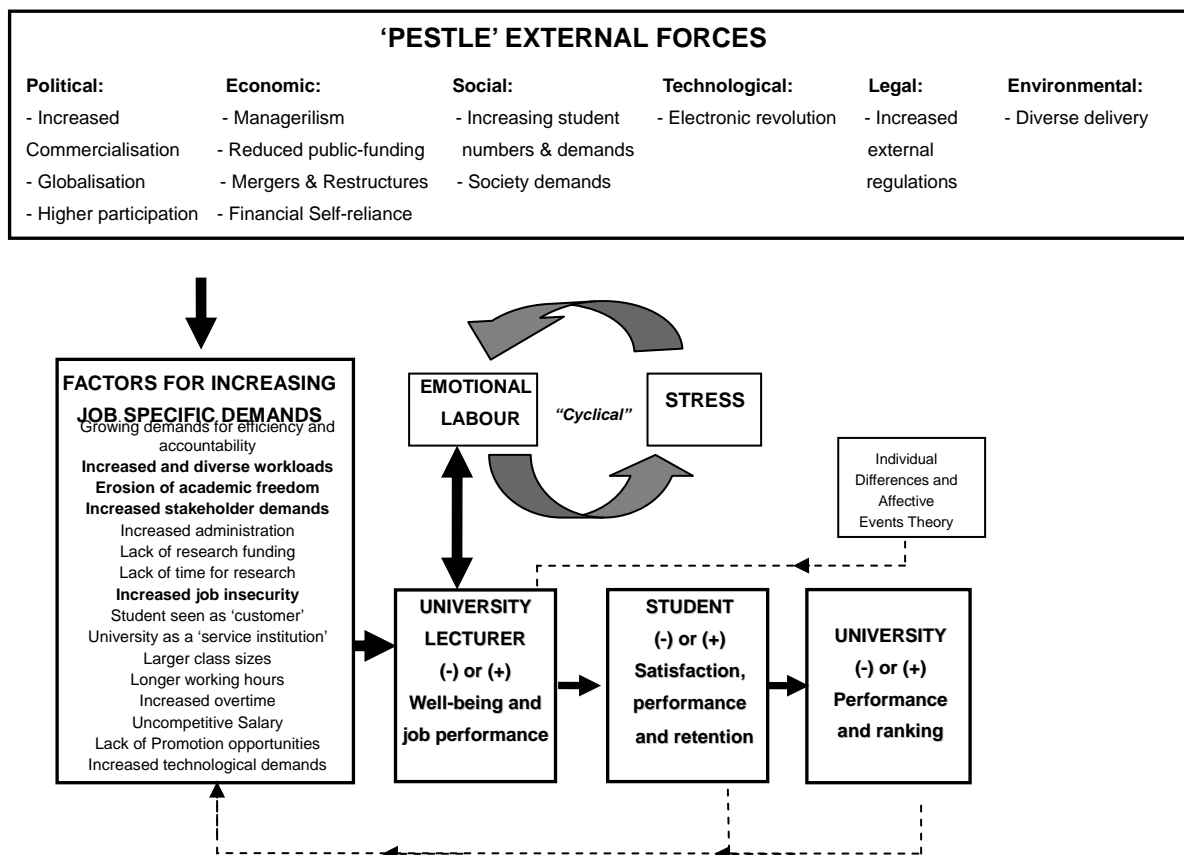 ‘PESTLE’ EXTERNAL FORCES
Political:
- Increased
Commercialisation
- Globalisation
- Higher participation
Economic:
- Managerilism
- Reduced public-funding
- Mergers & Restructures
- Financial Self-reliance
Social:
- Increasing student
numbers & demands
- Society demands
Technological:
- Electronic revolution
Legal:
- Increased
external
regulations
Environmental:
- Diverse delivery
FACTORS FOR INCREASING
JOB SPECIFIC DEMANDS
Growing demands for efficiency and
accountability
Increased and diverse workloads
Erosion of academic freedom
Increased stakeholder demands
Increased administration
Lack of research funding
Lack of time for research
Increased job insecurity
Student seen as ‘customer’
University as a ‘service institution’
Larger class sizes
Longer working hours
Increased overtime
Uncompetitive Salary
Lack of Promotion opportunities
Increased technological demands
EMOTIONAL
LABOUR
“Cyclical”
STRESS
Individual
Differences and
Affective
Events Theory
UNIVERSITY
LECTURER
(-) or (+)
Well-being and
job performance
STUDENT
(-) or (+)
Satisfaction,
performance
and retention
UNIVERSITY
(-) or (+)
Performance
and ranking